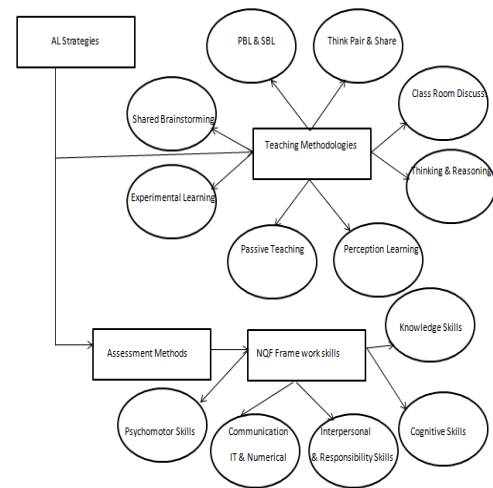 AL Strategies
PBL & SBL
Think Pair & Share
Class Room Discuss.
Shared Brainstorming
Teaching Methodologies
Thinking & Reasoning
Experimental Learning
Passive Teaching
Perception Learning
Knowledge Skills
Assessment Methods
NQF Frame work skills
Psychomotor Skills
Communication
IT & Numerical
Interpersonal
& Responsibility Skills
Cognitive Skills